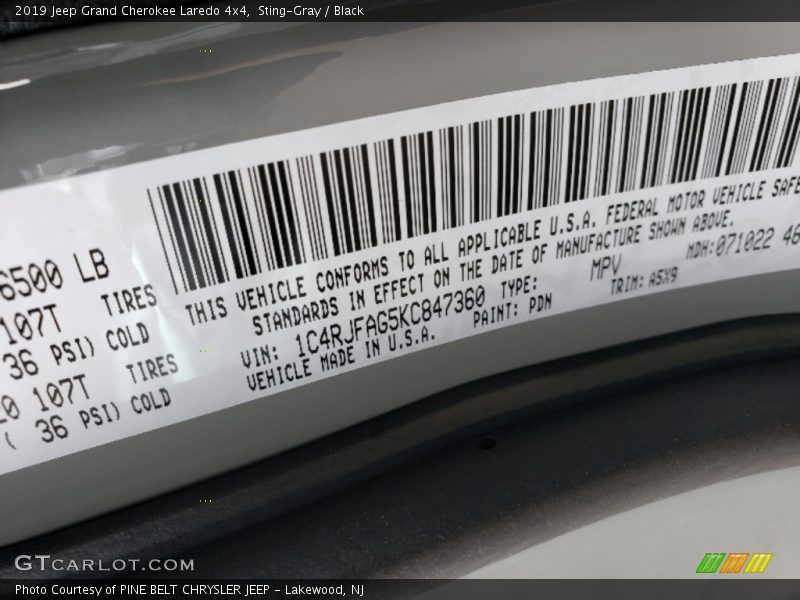 2019 Jeep Grand Cherokee Laredo 4x4, Sting-Gray / Black
6500 LB
107T TIRES
36 PSI) COLD
107T TIRES
( 36 PSI) COLD
THIS VEHICLE CONFORMS TO ALL APPLICABLE U.S.A. FEDERAL MOTOR VEHICLE SAFE
STANDARDS IN EFFECT ON THE DATE OF MANUFACTURE SHOWN ABOVE.
VIN: 1C4RJFAG5KC847360 TYPE: MPV MDH:071022 46
VEHICLE MADE IN U.S.A. PAINT: PDN TRIM: A5X9
GTCARLOT.COM
Photo Courtesy of PINE BELT CHRYSLER JEEP - Lakewood, NJ